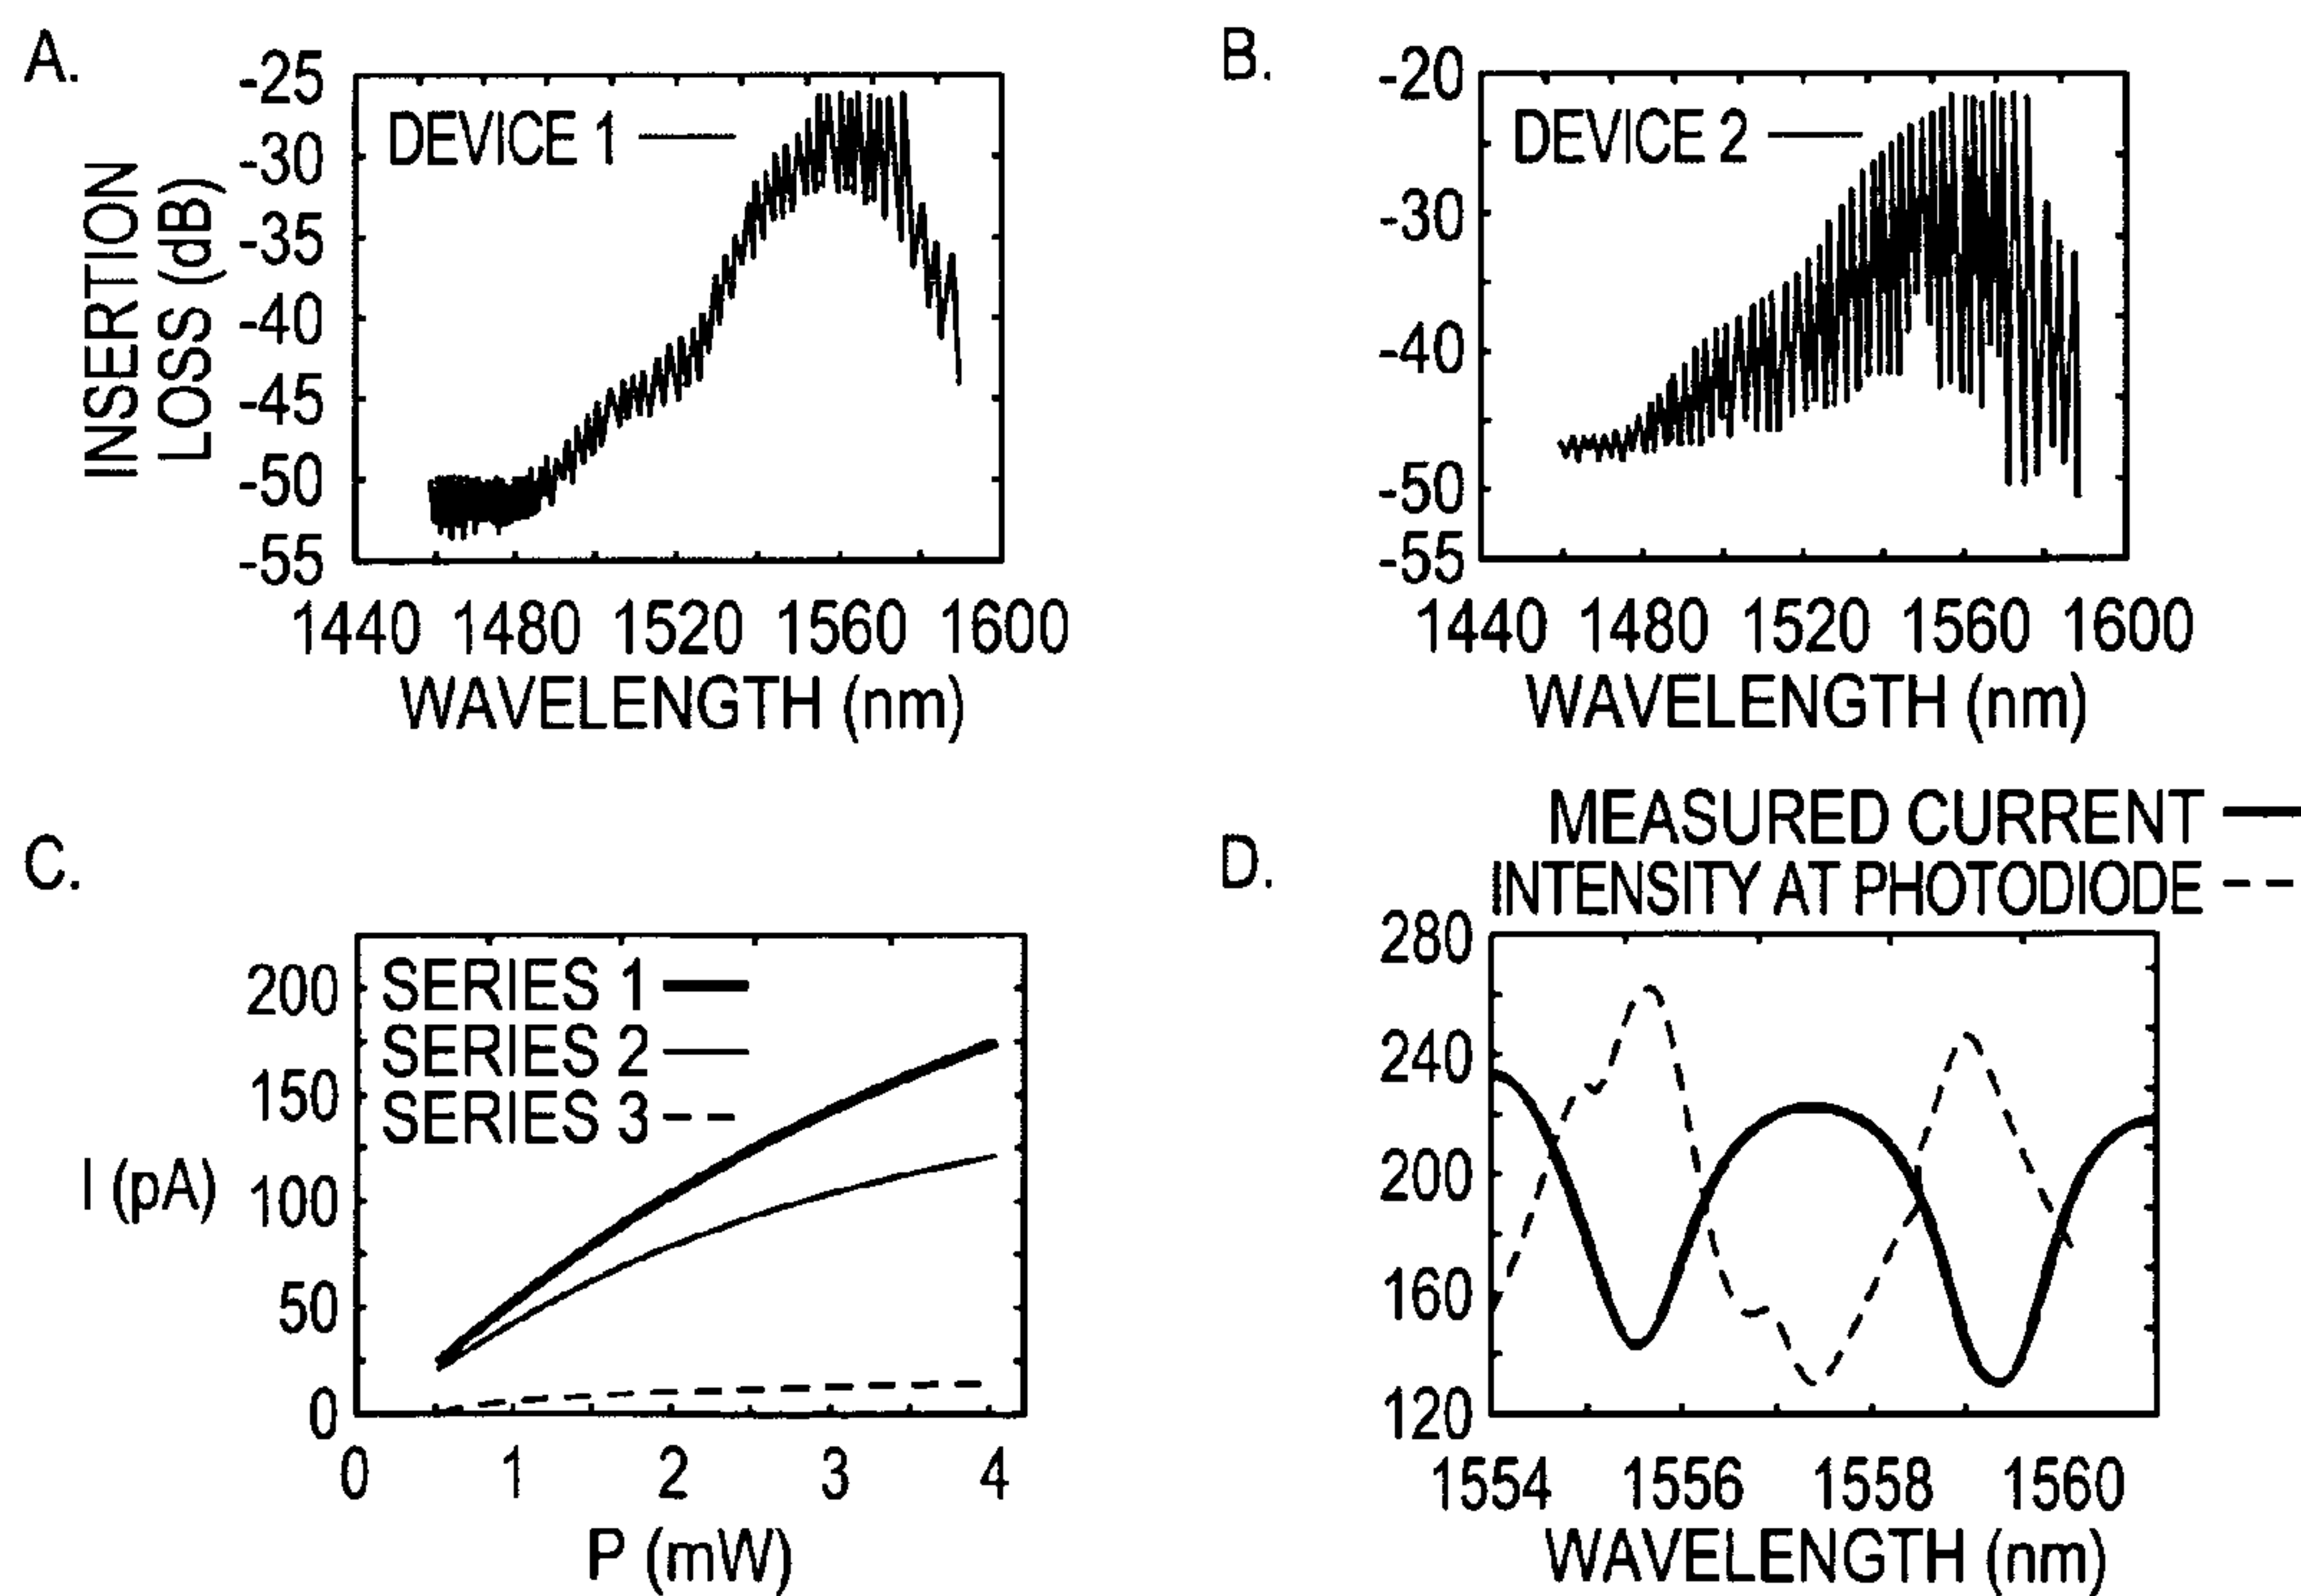 A.
INSERTION
LOSS (dB)
-25
-30
-35
-40
-45
-50
-55
DEVICE 1
1440 1480 1520 1560 1600
WAVELENGTH (nm)
B.
-20
-30
-40
-50
-55
DEVICE 2
1440 1480 1520 1560 1600
WAVELENGTH (nm)
C.
I (pA)
200
150
100
50
0
SERIES 1
SERIES 2
SERIES 3
0 1 2 3 4
P (mW)
D.
MEASURED CURRENT
INTENSITY AT PHOTODIODE
280
240
200
160
120
1554 1556 1558 1560
WAVELENGTH (nm)